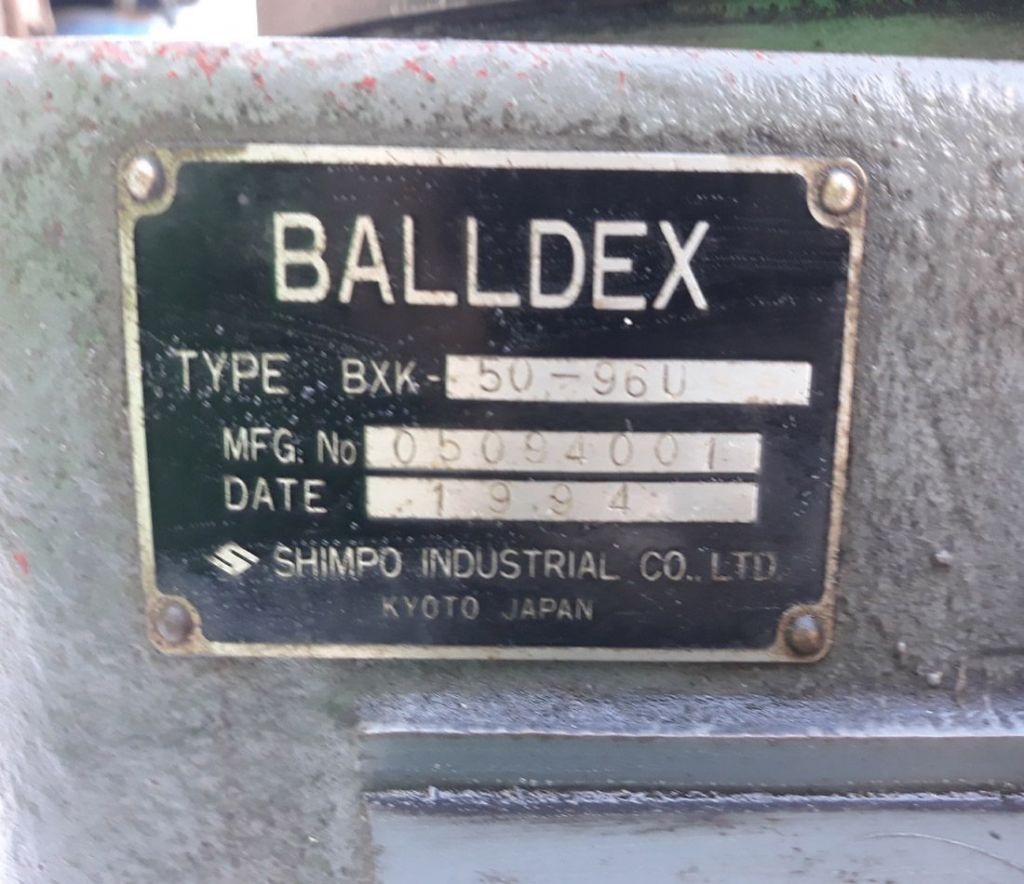 BALLDEX
TYPE BXK-50-96U
MFG. No 05094001
DATE 1994
SHIMPO INDUSTRIAL CO., LTD.
KYOTO JAPAN